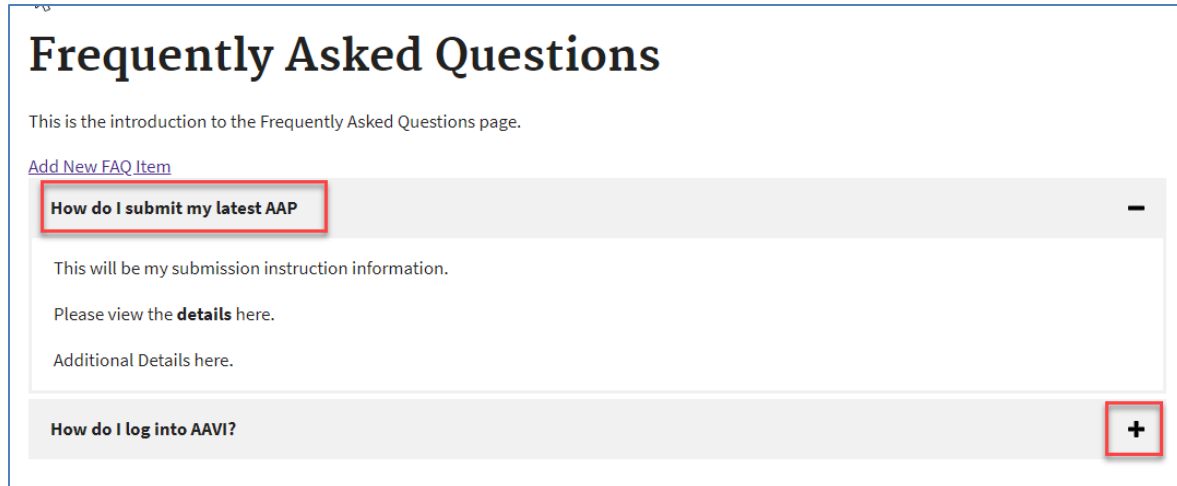 Frequently Asked Questions
This is the introduction to the Frequently Asked Questions page.
Add New FAQ Item
How do I submit my latest AAP
This will be my submission instruction information.
Please view the details here.
Additional Details here.
How do I log into AAVI?